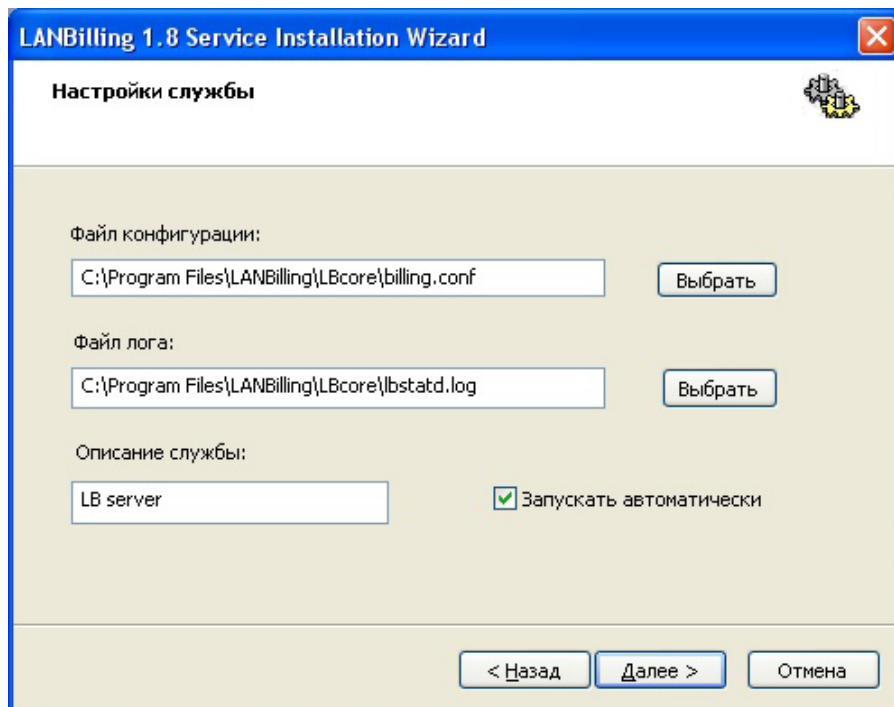 LANBilling 1.8 Service Installation Wizard
Настройки службы
Файл конфигурации:
C:\Program Files\LANBilling\LBcore\billing.conf
Выбрать
Файл лога:
C:\Program Files\LANBilling\LBcore\lbstatd.log
Выбрать
Описание службы:
LB server
Запускать автоматически
< Назад
Далее >
Отмена